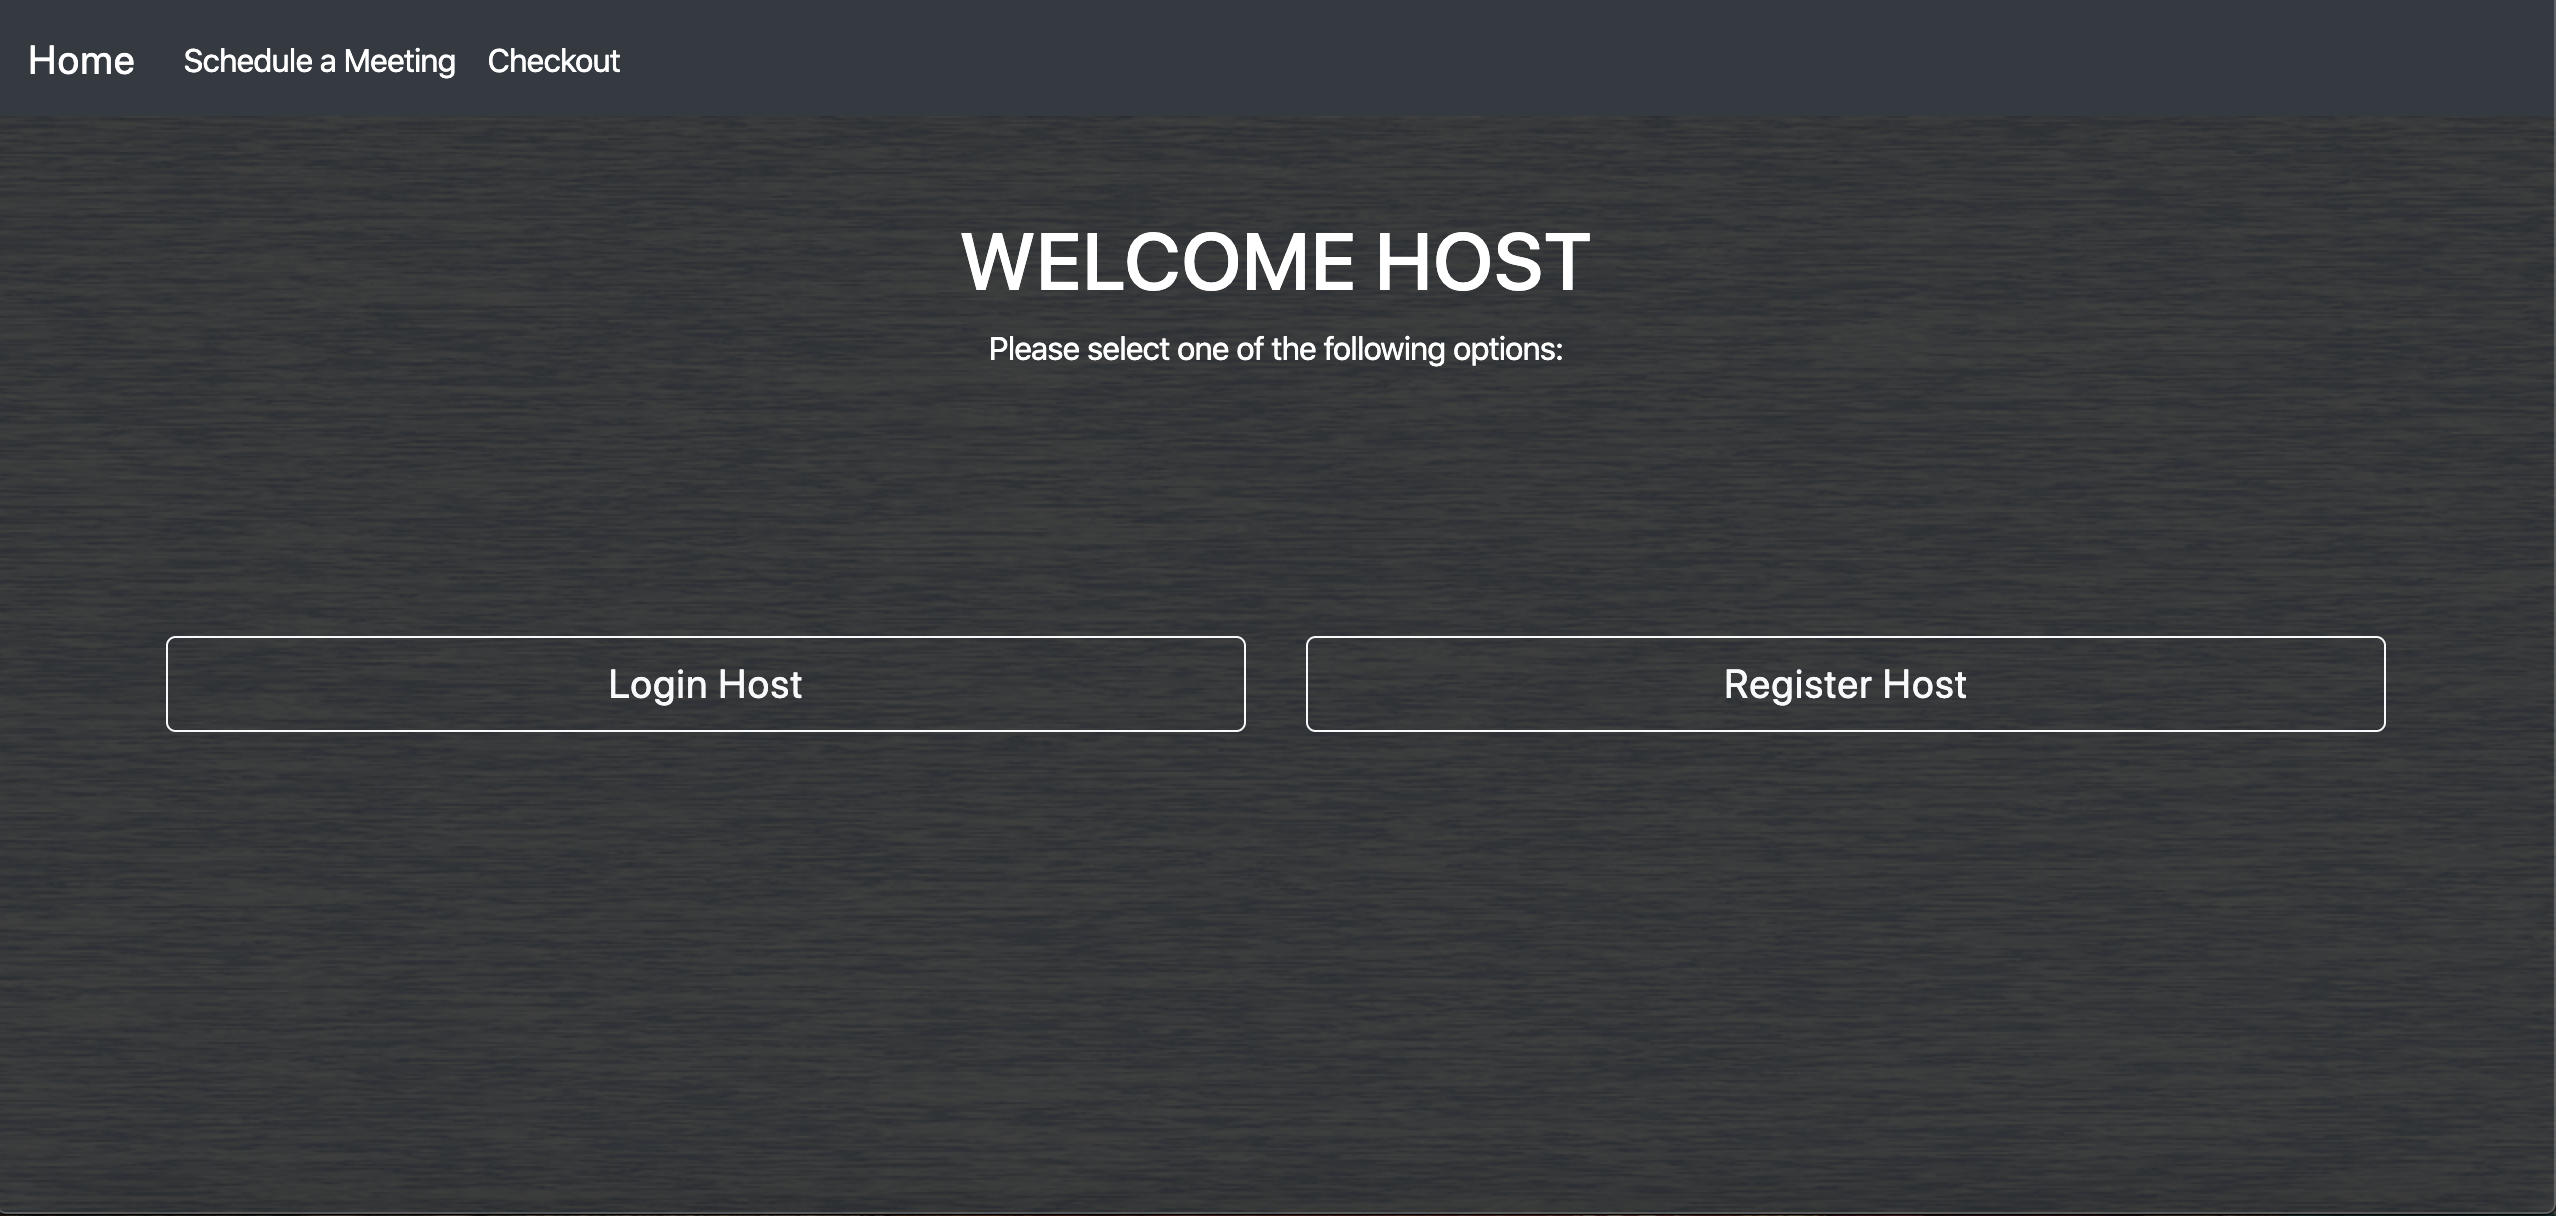 Home Schedule a Meeting Checkout
WELCOME HOST
Please select one of the following options:
Login Host Register Host